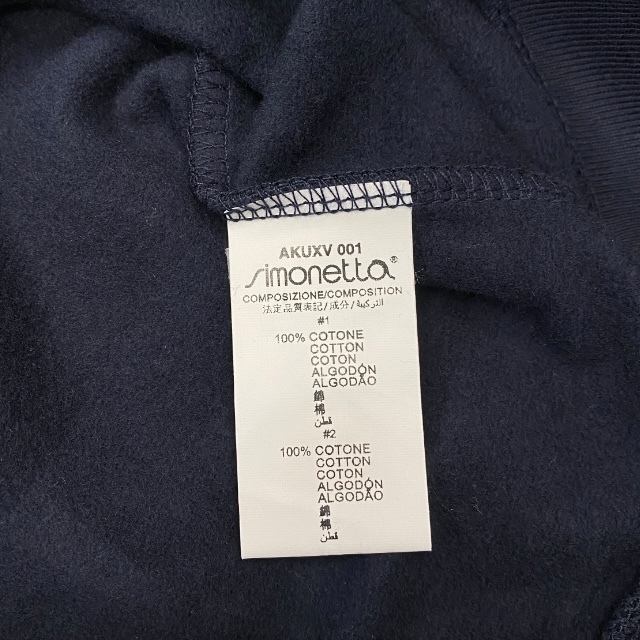 AKUXV 001
simonetta®
COMPOSIZIONE/COMPOSITION
法定品質表記/成分/التركيبة
#1
100% COTONE
COTTON
COTON
ALGODÓN
ALGODÃO
綿
棉
قطن
#2
100% COTONE
COTTON
COTON
ALGODÓN
ALGODÃO
綿
棉
قطن